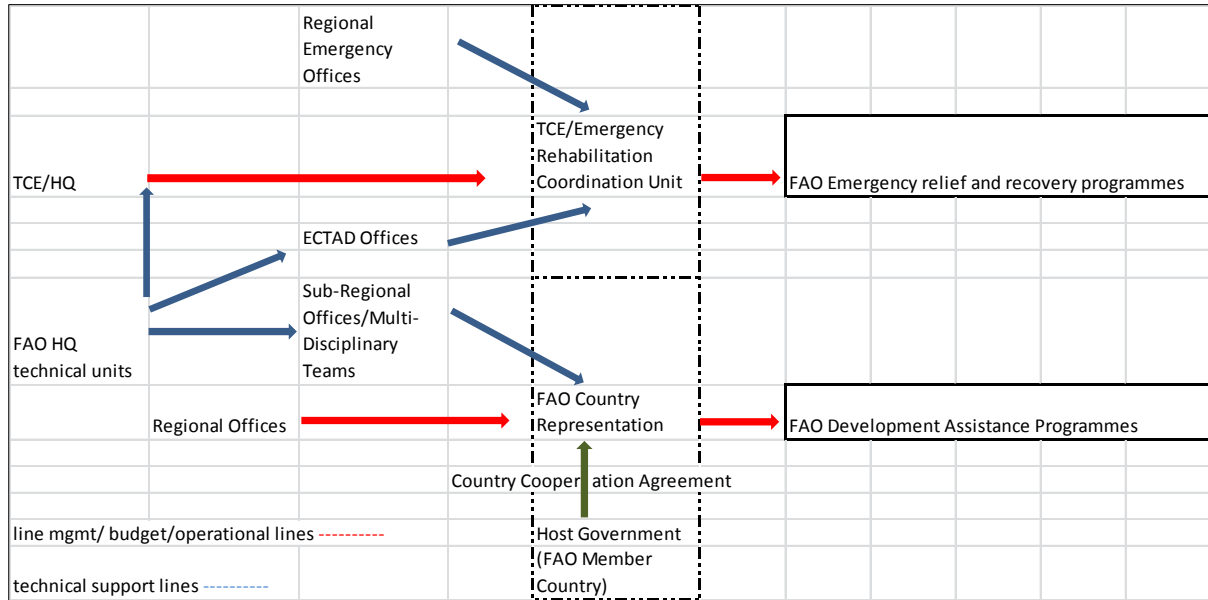 Regional
Emergency
Offices
TCE/Emergency
Rehabilitation
Coordination Unit
TCE/HQ
FAO Emergency relief and recovery programmes
ECTAD Offices
Sub-Regional
Offices/Multi-
Disciplinary
Teams
FAO HQ
technical units
FAO Country
Representation
Regional Offices
FAO Development Assistance Programmes
Country Cooperation Agreement
line mgmt/ budget/operational lines ----------
Host Government
(FAO Member
Country)
technical support lines ----------